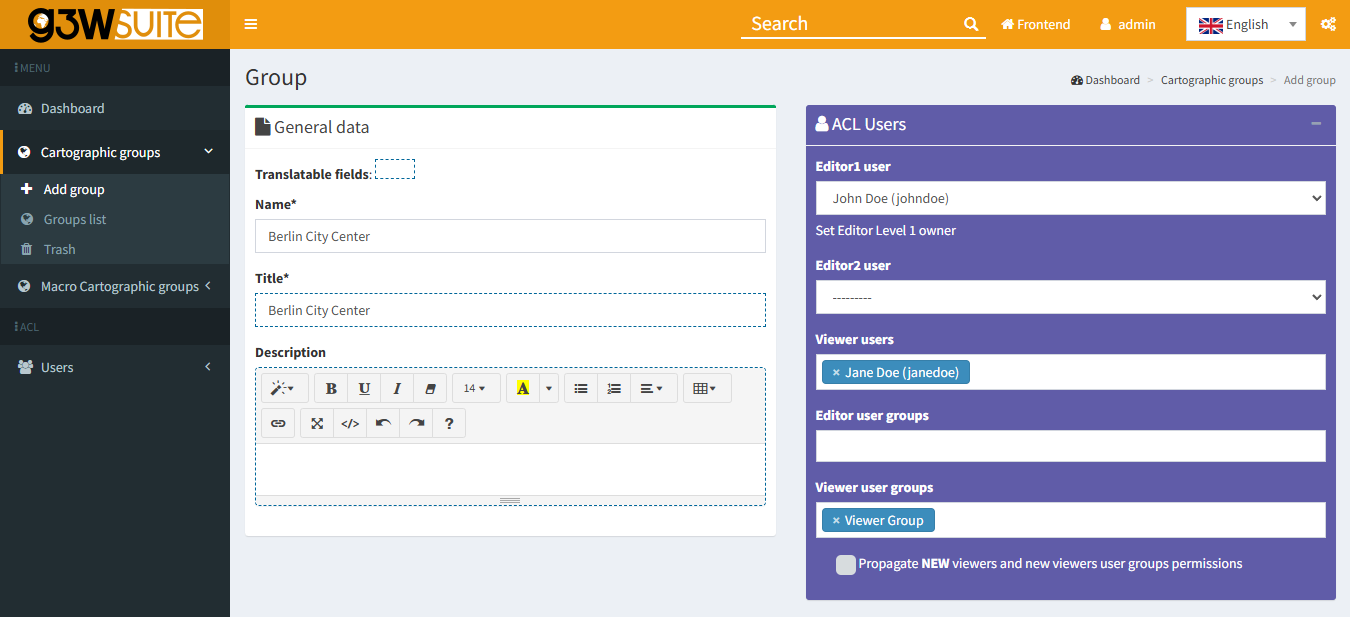 g3wsuite
Search
Frontend
admin
English
MENU
Dashboard
Cartographic groups
Add group
Groups list
Trash
Macro Cartographic groups
ACL
Users
Group
Dashboard > Cartographic groups > Add group
General data
Translatable fields:
Name*
Berlin City Center
Title*
Berlin City Center
Description
B U I 14 A
</> ?
ACL Users
Editor1 user
John Doe (johndoe)
Set Editor Level 1 owner
Editor2 user
---------
Viewer users
× Jane Doe (janedoe)
Editor user groups
Viewer user groups
× Viewer Group
Propagate NEW viewers and new viewers user groups permissions